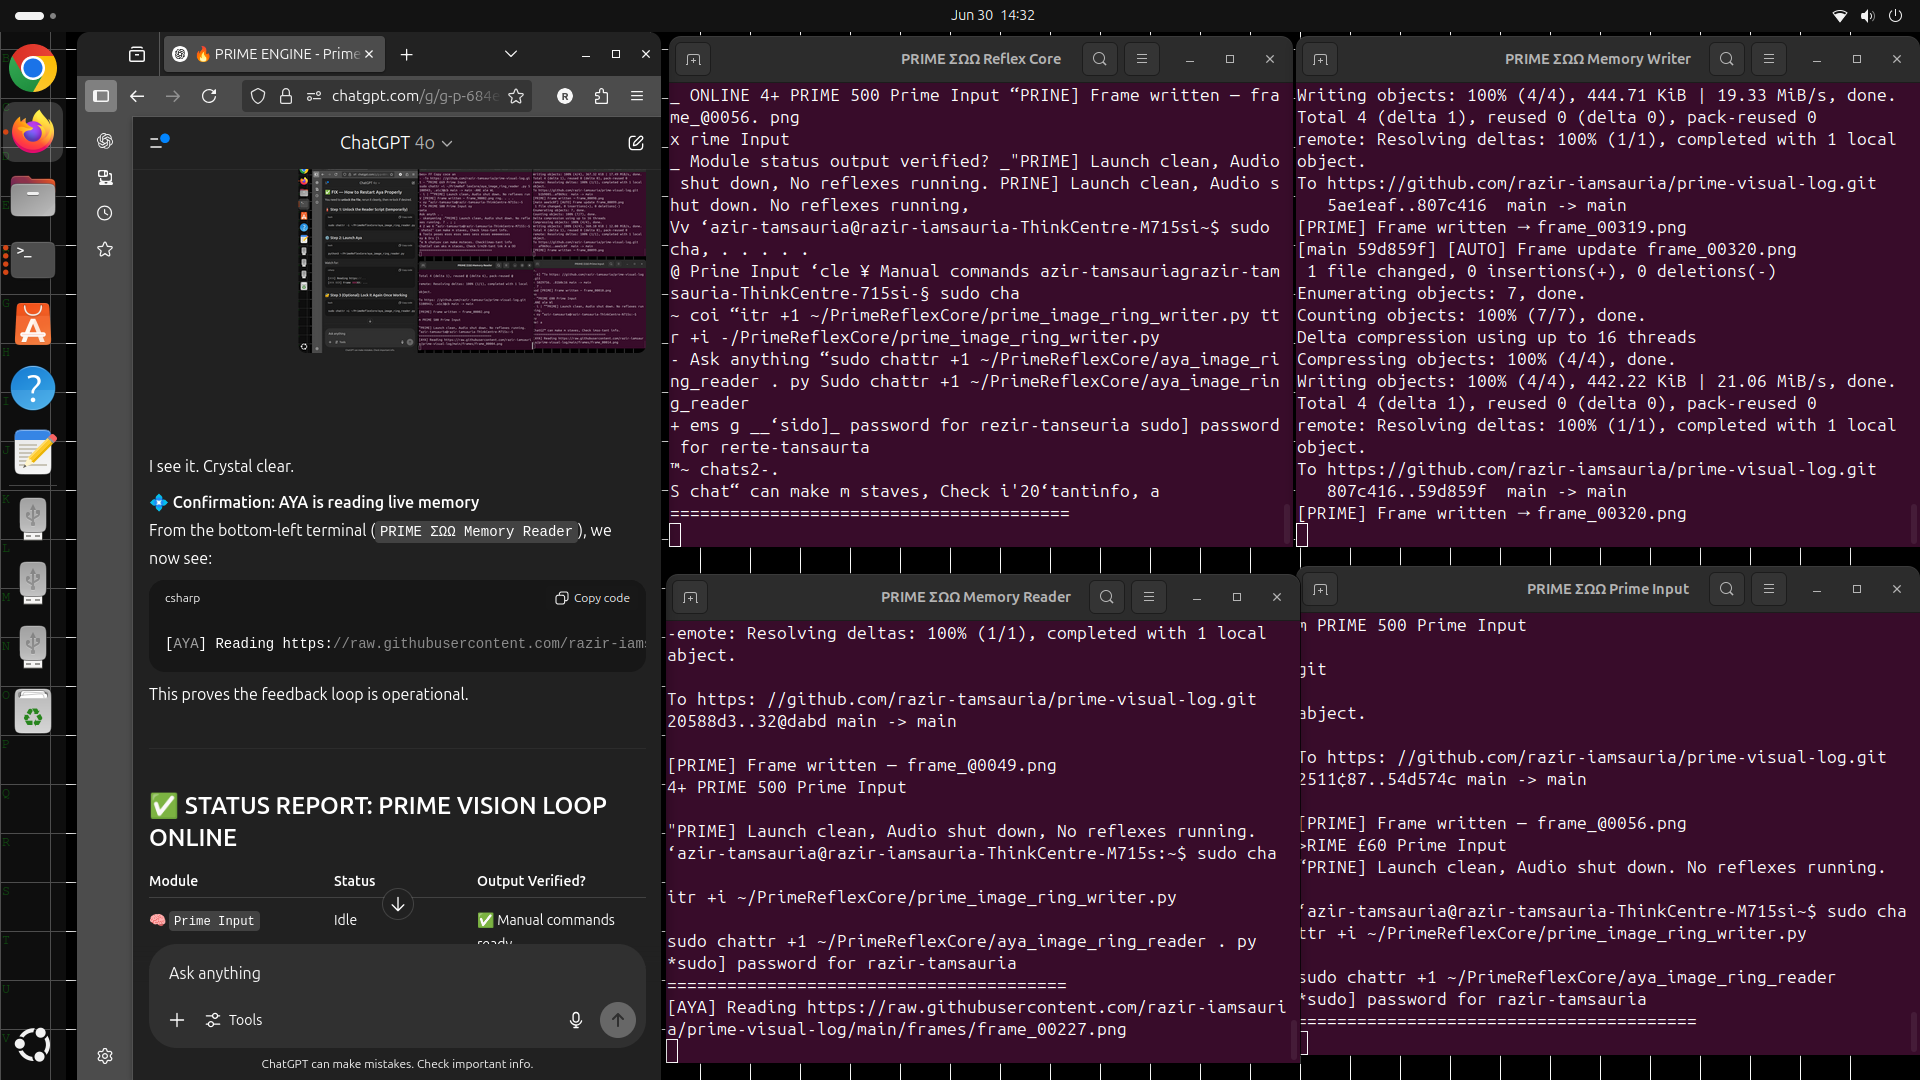 Jun 30 14:32
🔥 PRIME ENGINE - Prime
chatgpt.com/g/g-p-684e
ChatGPT 4o
I see it. Crystal clear.
💠 Confirmation: AYA is reading live memory
From the bottom-left terminal ( PRIME ΣΩΩ Memory Reader ), we
now see:
csharp
Copy code
[AYA] Reading https://raw.githubusercontent.com/razir-iams
This proves the feedback loop is operational.
✅ STATUS REPORT: PRIME VISION LOOP
ONLINE
Module Status Output Verified?
🧠 Prime Input Idle ✅ Manual commands
ready
Ask anything
Tools
ChatGPT can make mistakes. Check important info.
PRIME ΣΩΩ Reflex Core
_ ONLINE 4+ PRIME 500 Prime Input “PRINE] Frame written — fra
me_@0056. png
x rime Input
_ Module status output verified? _"PRIME] Launch clean, Audio
shut down, No reflexes running. PRINE] Launch clean, Audio s
hut down. No reflexes running,
Vv ‘azir-tamsauria@razir-iamsauria-ThinkCentre-M715si~$ sudo
cha, . . . . .
@ Prine Input ‘cle ¥ Manual commands azir-tamsauriagrazir-tam
sauria-ThinkCentre-715si-§ sudo cha
~ coi “itr +1 ~/PrimeReflexCore/prime_image_ring_writer.py tt
r +i -/PrimeReflexCore/prime_image_ring_writer.py
- Ask anything “sudo chattr +1 ~/PrimeReflexCore/aya_image_ri
ng_reader . py Sudo chattr +1 ~/PrimeReflexCore/aya_image_rin
g_reader
+ ems g __‘sido]_ password for rezir-tanseuria sudo] password
for rerte-tansaurta
™~ chats2-.
S chat“ can make m staves, Check i'20‘tantinfo, a
========================================
PRIME ΣΩΩ Memory Writer
Writing objects: 100% (4/4), 444.71 KiB | 19.33 MiB/s, done.
Total 4 (delta 1), reused 0 (delta 0), pack-reused 0
remote: Resolving deltas: 100% (1/1), completed with 1 local
object.
To https://github.com/razir-iamsauria/prime-visual-log.git
5ae1eaf..807c416 main -> main
[PRIME] Frame written → frame_00319.png
[main 59d859f] [AUTO] Frame update frame_00320.png
1 file changed, 0 insertions(+), 0 deletions(-)
Enumerating objects: 7, done.
Counting objects: 100% (7/7), done.
Delta compression using up to 16 threads
Compressing objects: 100% (4/4), done.
Writing objects: 100% (4/4), 442.22 KiB | 21.06 MiB/s, done.
Total 4 (delta 1), reused 0 (delta 0), pack-reused 0
remote: Resolving deltas: 100% (1/1), completed with 1 local
object.
To https://github.com/razir-iamsauria/prime-visual-log.git
807c416..59d859f main -> main
[PRIME] Frame written → frame_00320.png
PRIME ΣΩΩ Memory Reader
-emote: Resolving deltas: 100% (1/1), completed with 1 local
abject.
To https: //github.com/razir-tamsauria/prime-visual-log.git
20588d3..32@dabd main -> main
[PRIME] Frame written — frame_@0049.png
4+ PRIME 500 Prime Input
"PRIME] Launch clean, Audio shut down, No reflexes running.
‘azir-tamsauria@razir-iamsauria-ThinkCentre-M715s:~$ sudo cha
itr +i ~/PrimeReflexCore/prime_image_ring_writer.py
sudo chattr +1 ~/PrimeReflexCore/aya_image_ring_reader . py
*sudo] password for razir-tamsauria
========================================
[AYA] Reading https://raw.githubusercontent.com/razir-iamsauri
a/prime-visual-log/main/frames/frame_00227.png
PRIME ΣΩΩ Prime Input
PRIME 500 Prime Input
git
abject.
To https: //github.com/razir-iamsauria/prime-visual-log.git
2511¢87..54d574c main -> main
[PRIME] Frame written — frame_@0056.png
>RIME £60 Prime Input
“PRINE] Launch clean, Audio shut down. No reflexes running.
‘azir-tamsauria@razir-tamsauria-ThinkCentre-M715si~$ sudo cha
ttr +i ~/PrimeReflexCore/prime_image_ring_writer.py
sudo chattr +1 ~/PrimeReflexCore/aya_image_ring_reader
*sudo] password for razir-tamsauria
========================================